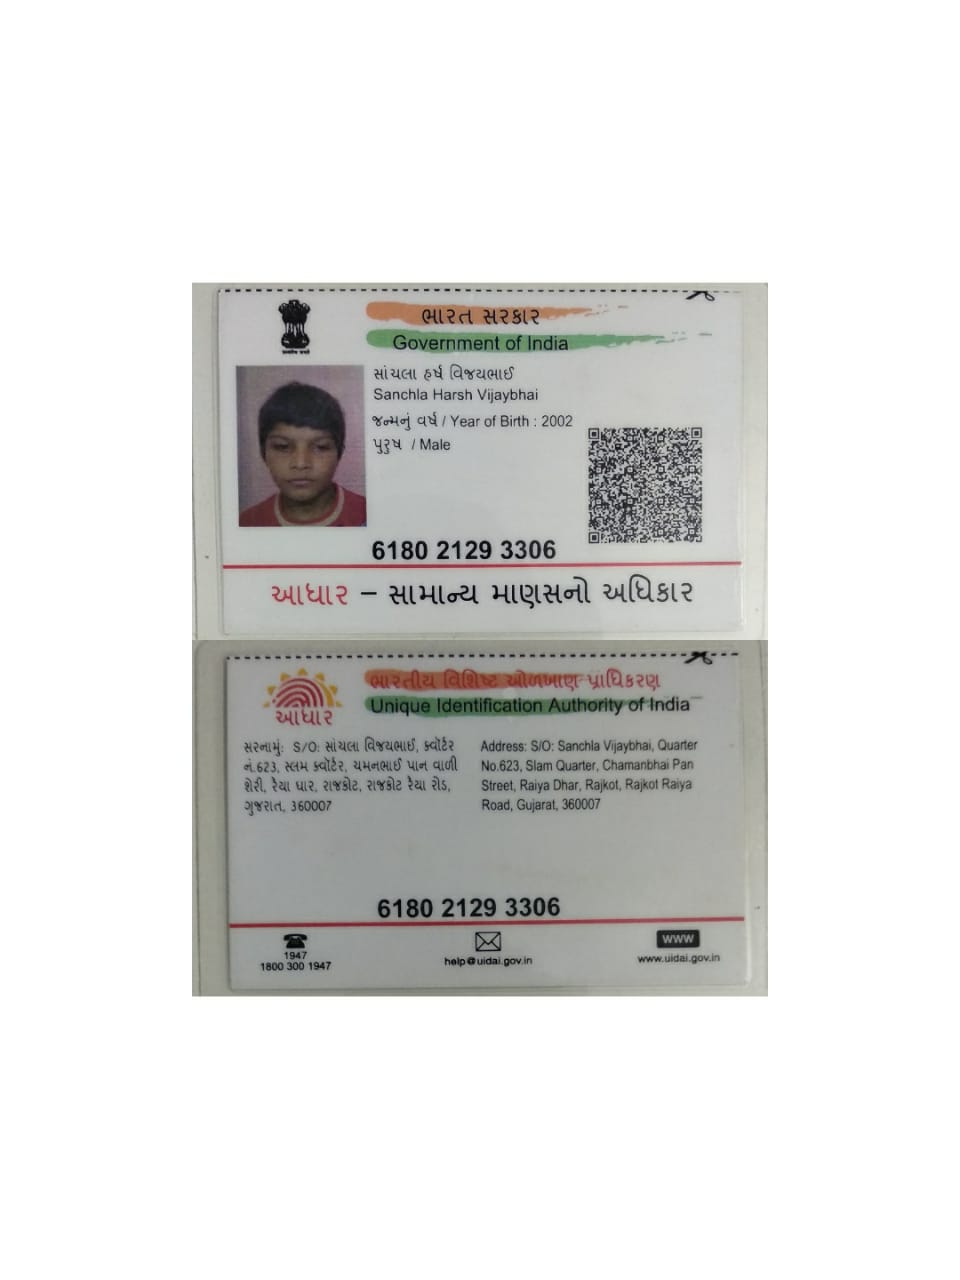 ભારત સરકાર
Government of India
સાંચલા હર્ષ વિજયભાઈ
Sanchla Harsh Vijaybhai
જન્મનું વર્ષ / Year of Birth : 2002
પુરુષ / Male
6180 2129 3306
આધાર – સામાન્ય માણસનો અધિકાર
ભારતીય વિશિષ્ટ ઓળખાણ પ્રાધિકરણ
Unique Identification Authority of India
આધાર
સરનામું: S/O: સાંચલા વિજયભાઈ, ક્વૉર્ટર
નં.623, સ્લમ ક્વૉર્ટર, ચમનભાઈ પાન વાળી
શેરી, રૈયા ધાર, રાજકોટ, રાજકોટ રૈયા રોડ,
ગુજરાત, 360007
Address: S/O: Sanchla Vijaybhai, Quarter
No.623, Slam Quarter, Chamanbhai Pan
Street, Raiya Dhar, Rajkot, Rajkot Raiya
Road, Gujarat, 360007
6180 2129 3306
1947
1800 300 1947
help@uidai.gov.in
www
www.uidai.gov.in